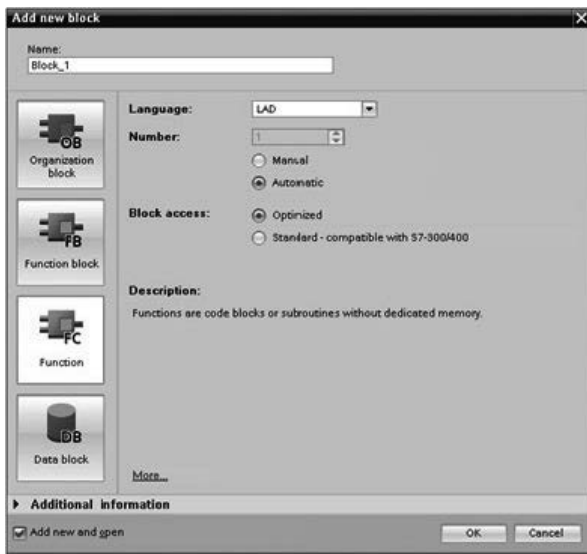 Add new block
Name:
Block_1
OB
Organization
block
FB
Function block
FC
Function
DB
Data block
Language:
LAD
Number:
1
Manual
Automatic
Block access:
Optimized
Standard - compatible with S7-300/400
Description:
Functions are code blocks or subroutines without dedicated memory.
More...
Additional information
Add new and open
OK
Cancel